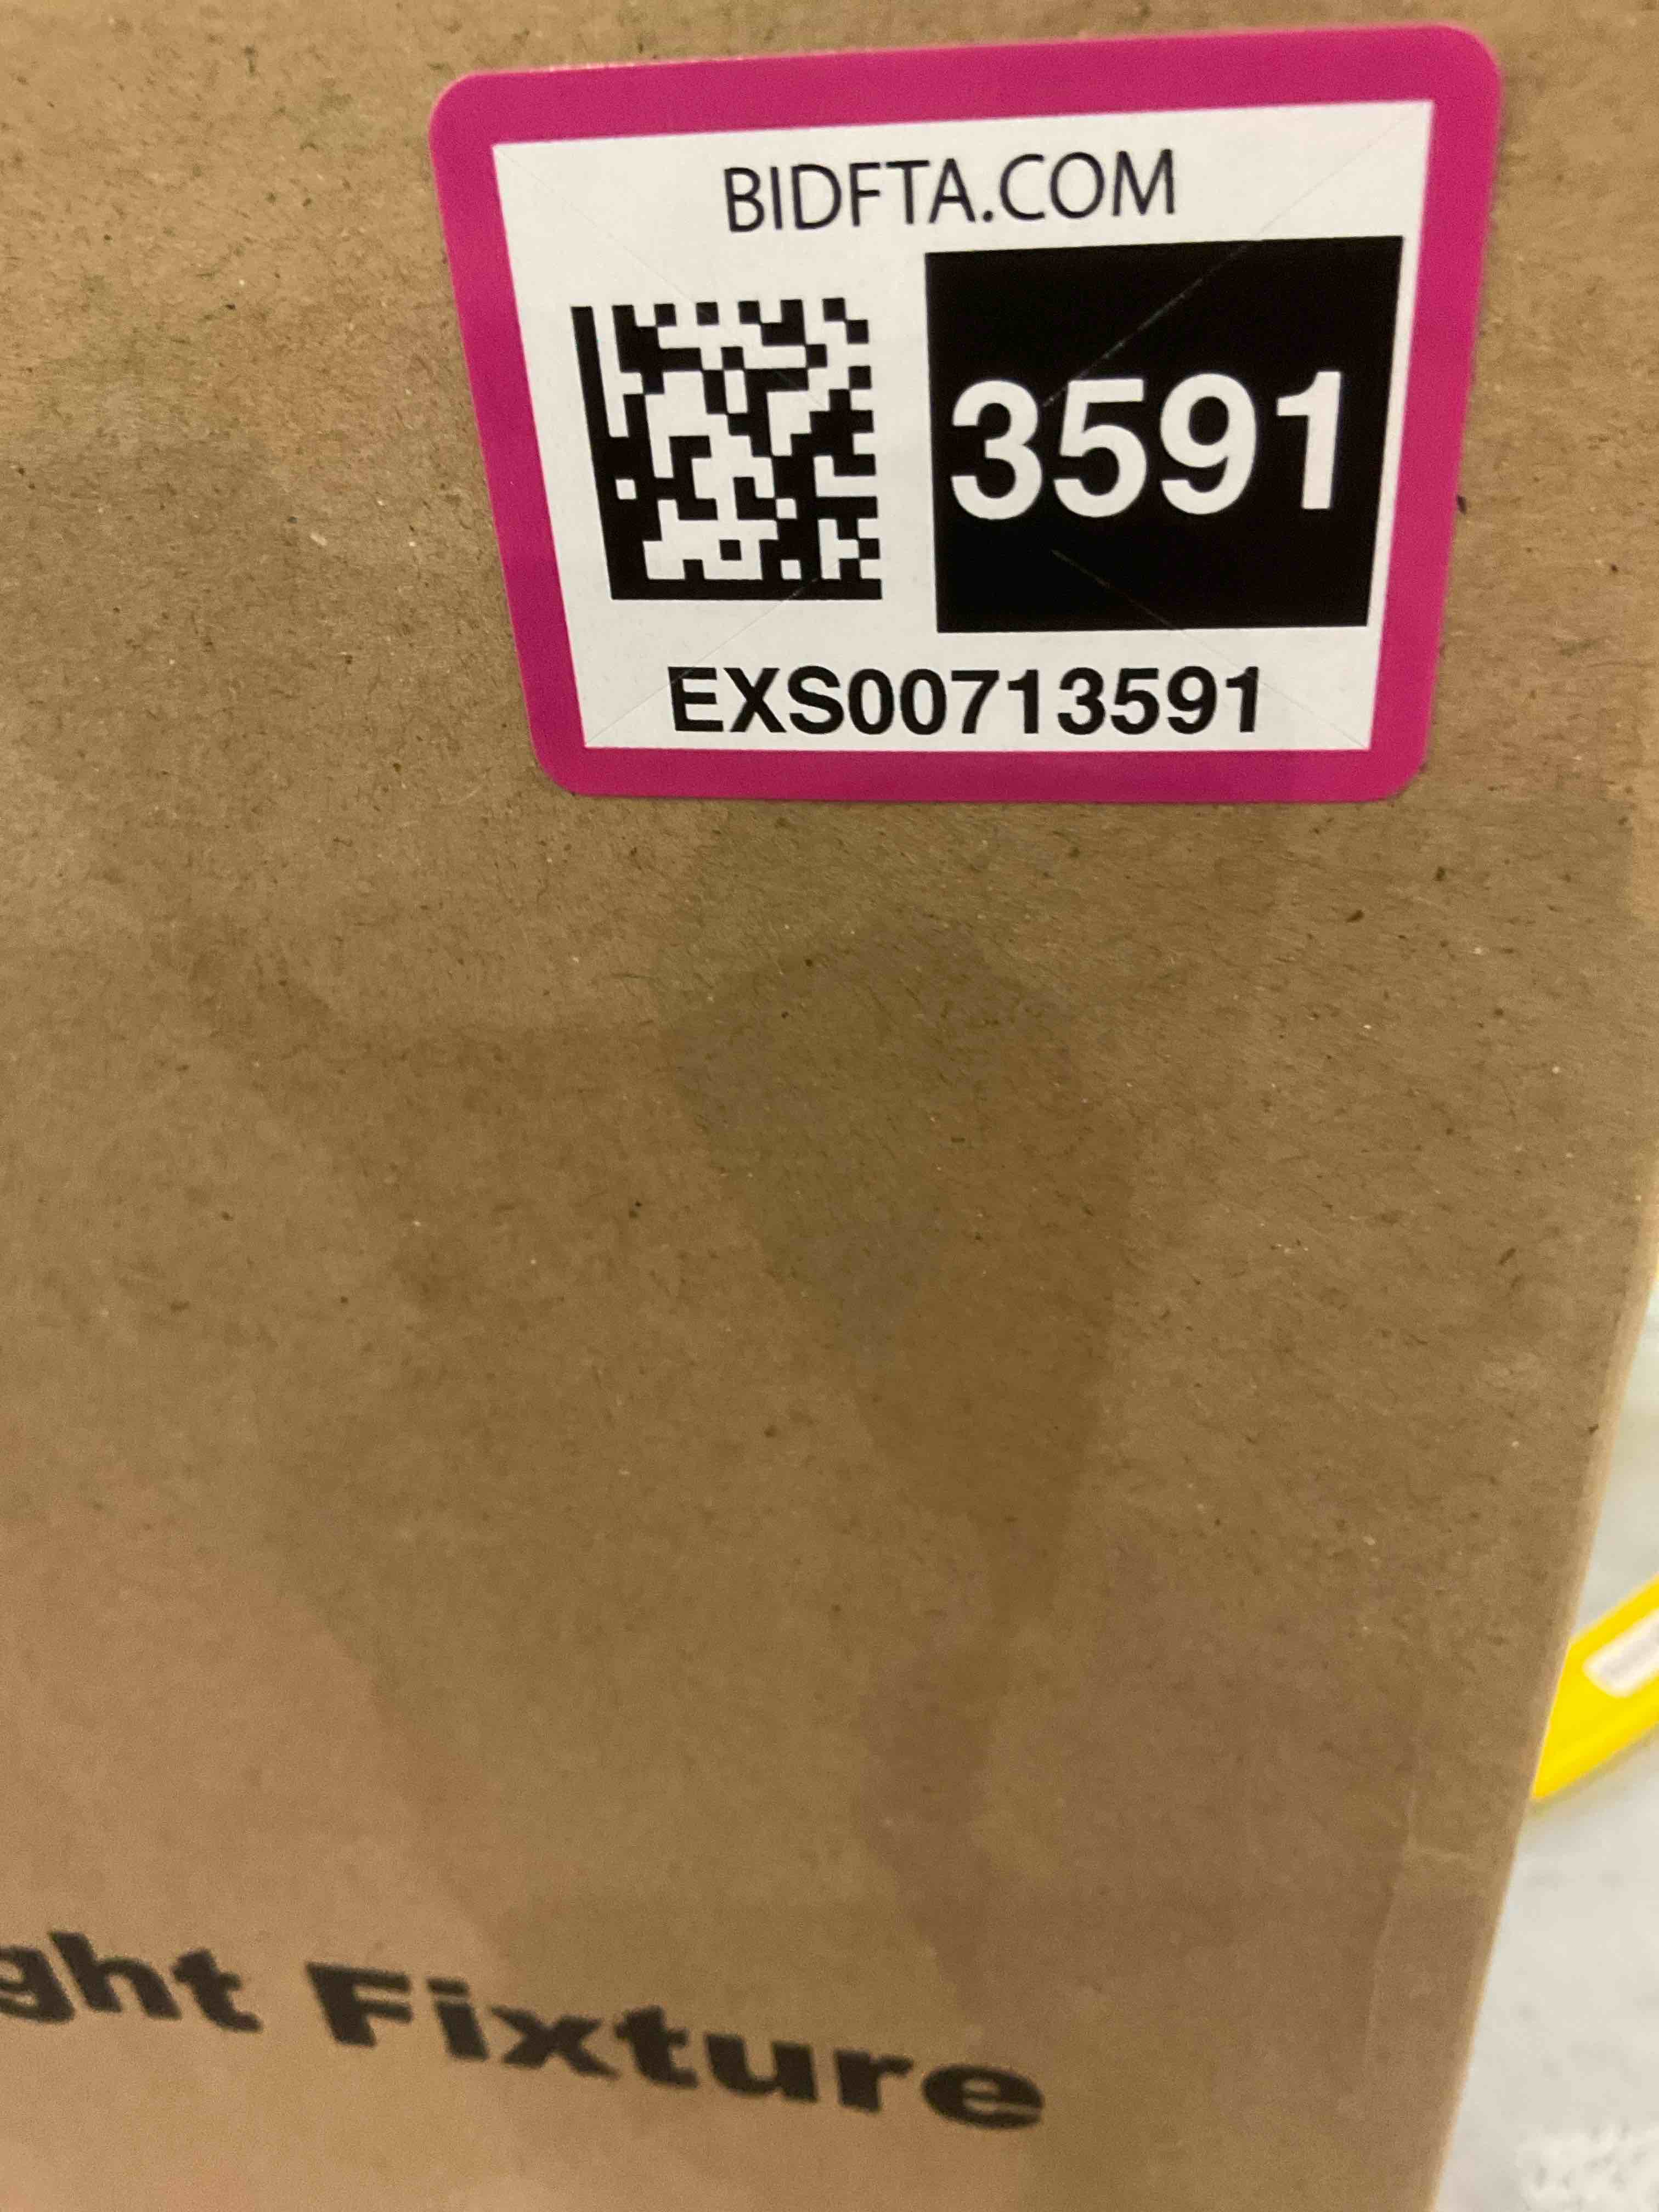 BIDFTA.COM
3591
EXS00713591
ght Fixture